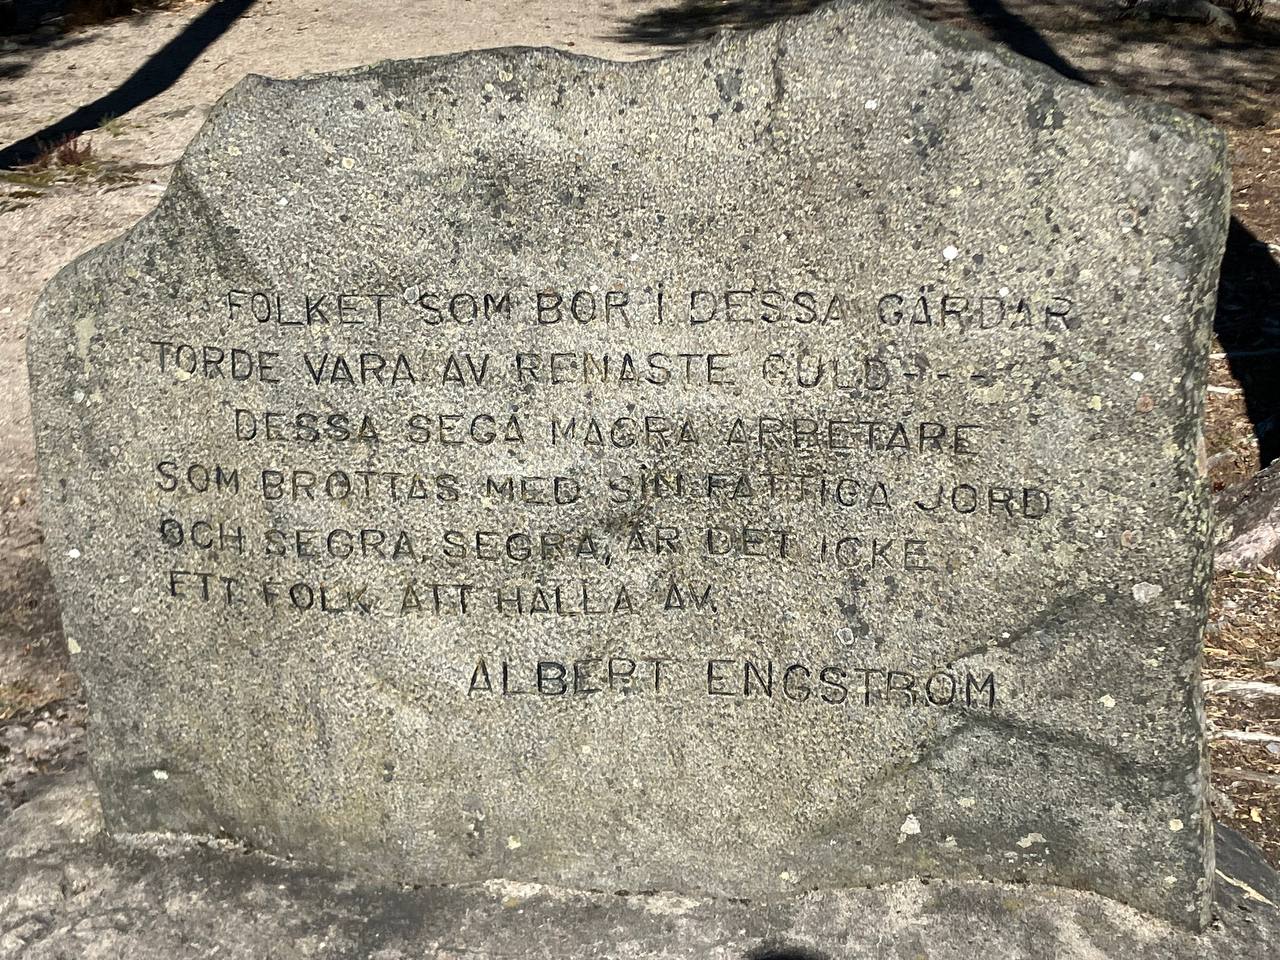 FOLKET SOM BOR I DESSA GÅRDAR
TORDE VARA AV RENASTE GULD----
DESSA SEGA MAGRA ARBETARE
SOM BROTTAS MED SIN FATTIGA JORD
OCH SEGRA, SEGRA, ÄR DET ICKE
ETT FOLK ATT HÅLLA AV.
ALBERT ENGSTRÖM